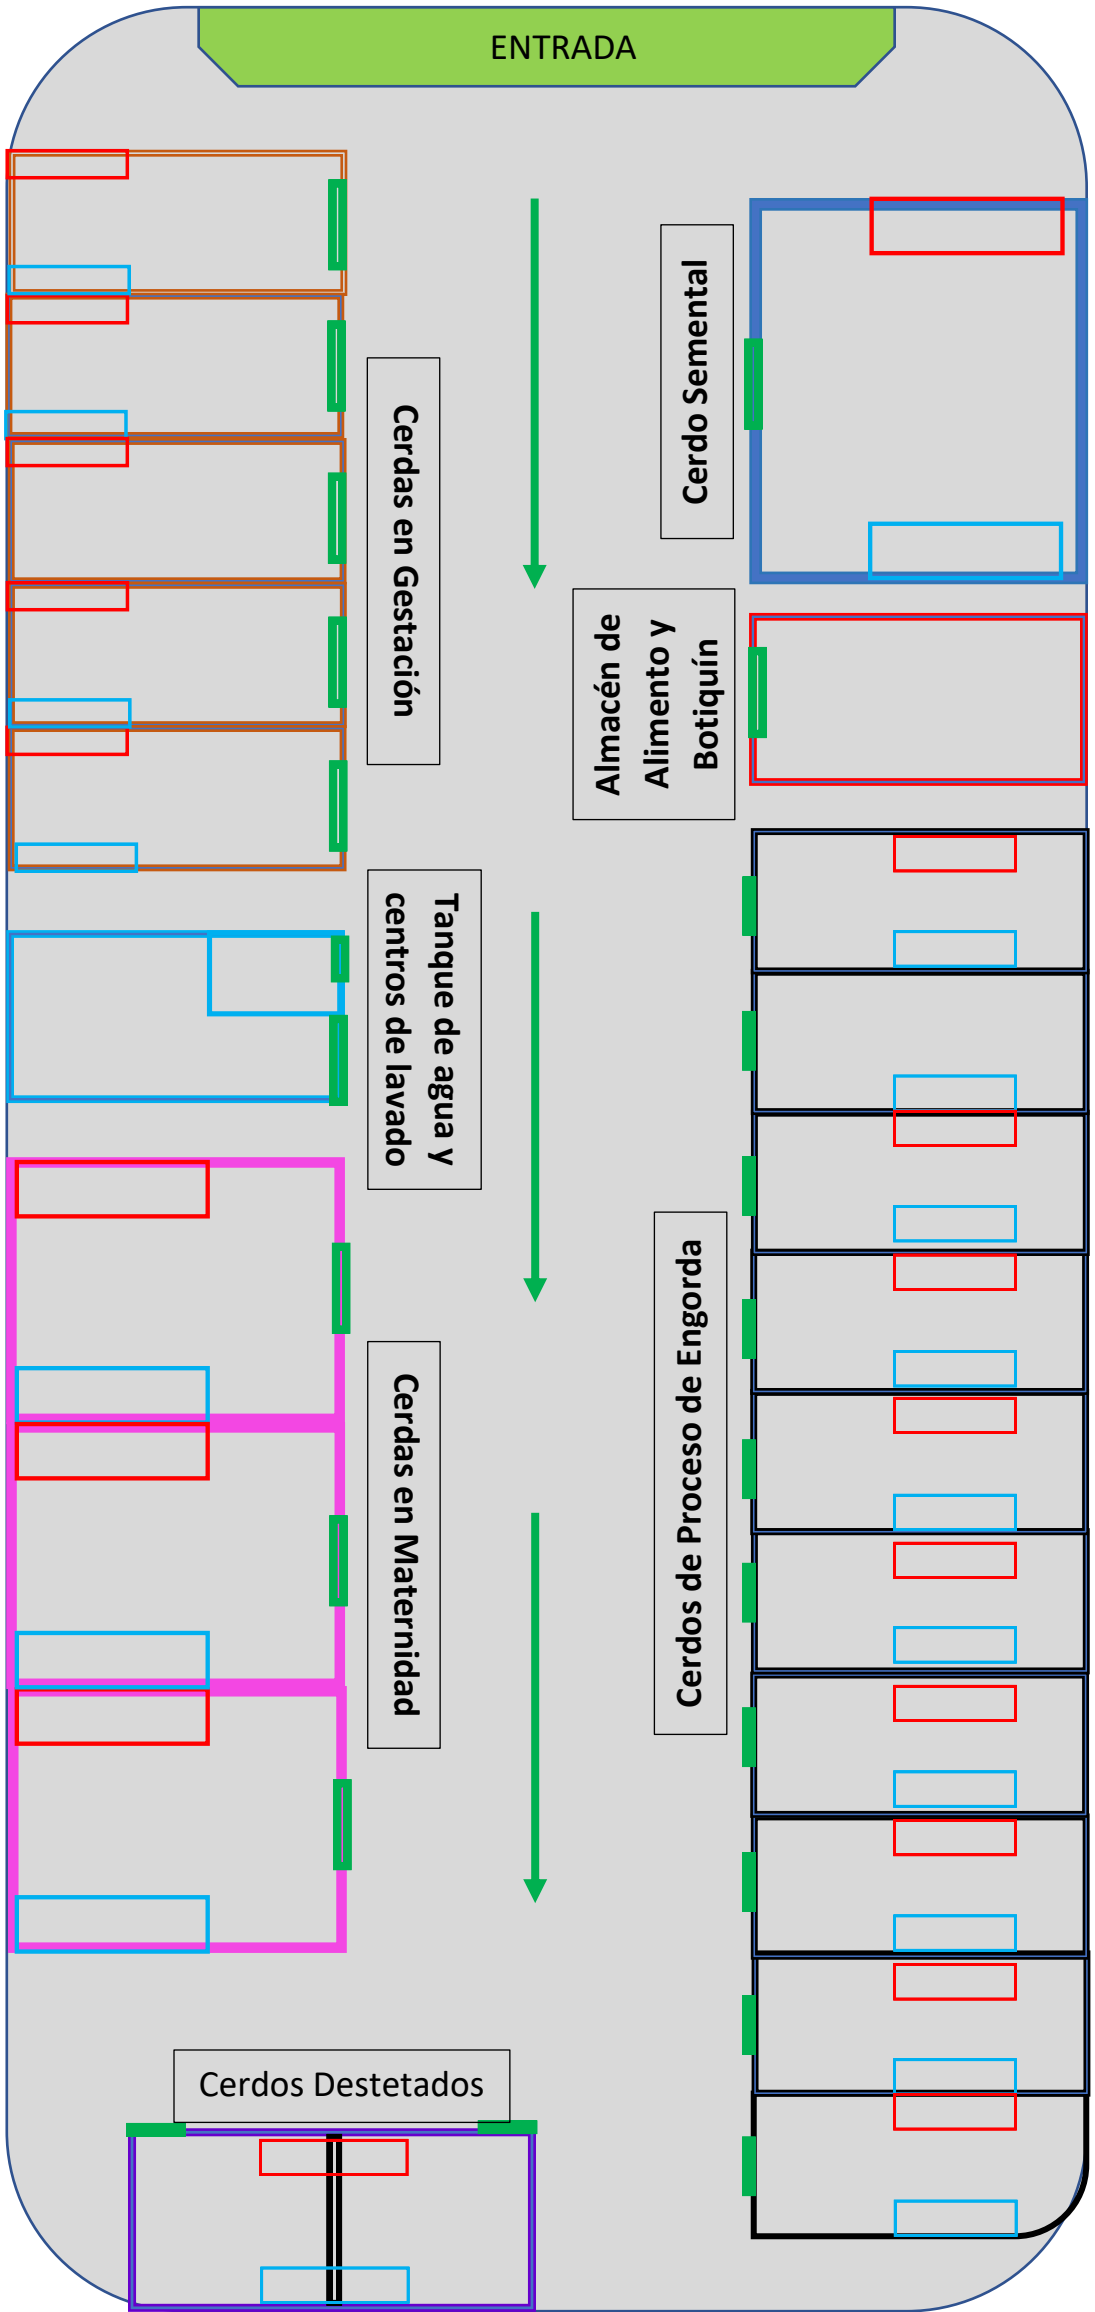 ENTRADA
Cerdo Semental
Cerdas en Gestación
Almacén de
Alimento y
Botiquín
Tanque de agua y
centros de lavado
Cerdos de Proceso de Engorda
Cerdas en Maternidad
Cerdos Destetados